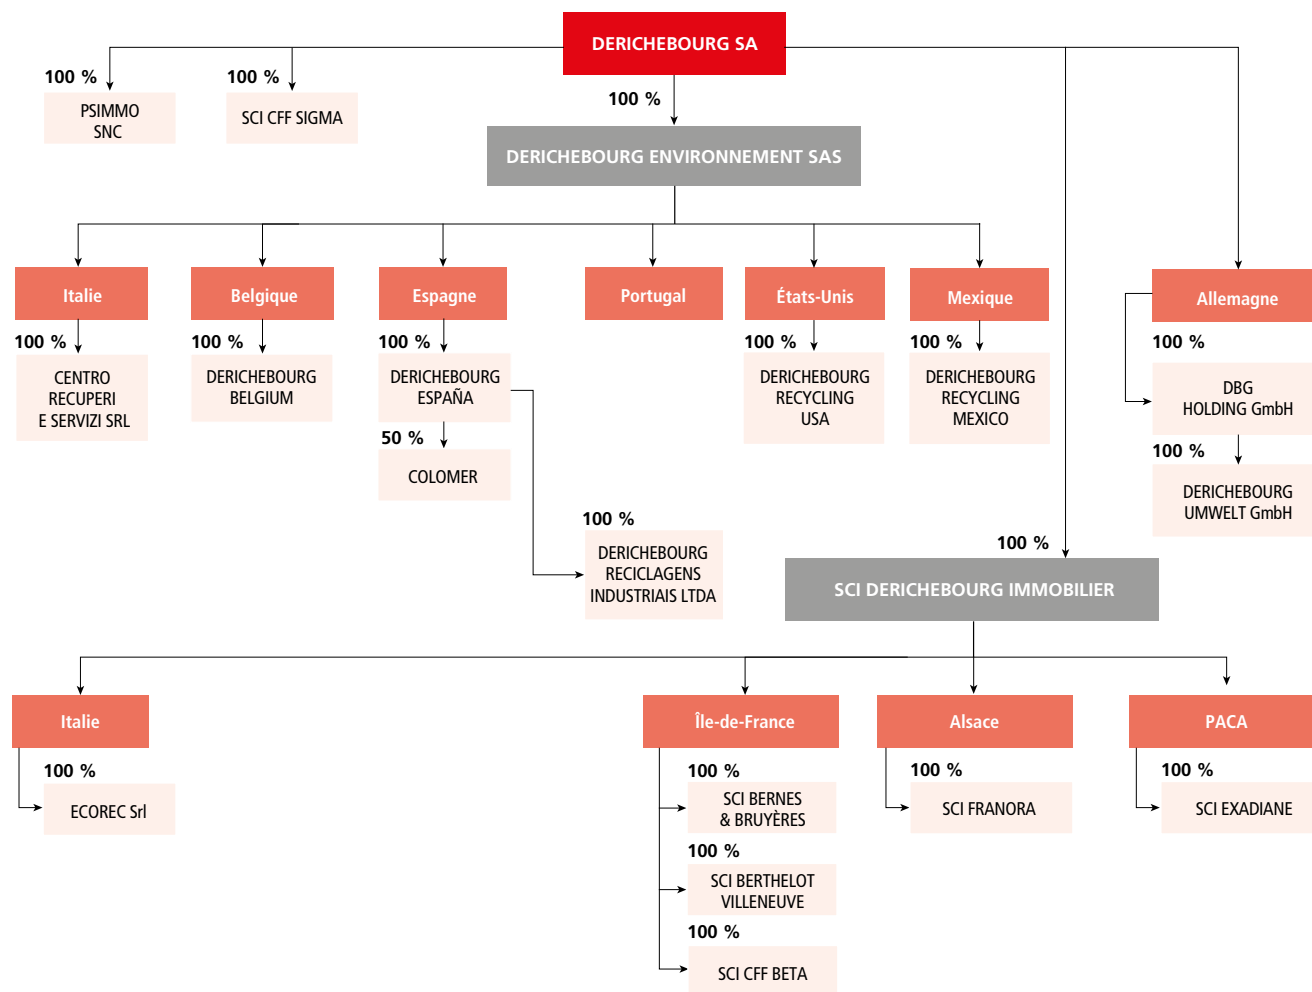 DERICHEBOURG SA
100 %
PSIMMO
SNC
100 %
SCI CFF SIGMA
100 %
DERICHEBOURG ENVIRONNEMENT SAS
Italie
100 %
CENTRO
RECUPERI
E SERVIZI SRL
Belgique
100 %
DERICHEBOURG
BELGIUM
Espagne
100 %
DERICHEBOURG
ESPAÑA
50 %
COLOMER
Portugal
100 %
DERICHEBOURG
RECICLAGENS
INDUSTRIAIS LTDA
États-Unis
100 %
DERICHEBOURG
RECYCLING
USA
Mexique
100 %
DERICHEBOURG
RECYCLING
MEXICO
Allemagne
100 %
DBG
HOLDING GmbH
100 %
DERICHEBOURG
UMWELT GmbH
100 %
SCI DERICHEBOURG IMMOBILIER
Italie
100 %
ECOREC Srl
Île-de-France
100 %
SCI BERNES
& BRUYÈRES
100 %
SCI BERTHELOT
VILLENEUVE
100 %
SCI CFF BETA
Alsace
100 %
SCI FRANORA
PACA
100 %
SCI EXADIANE